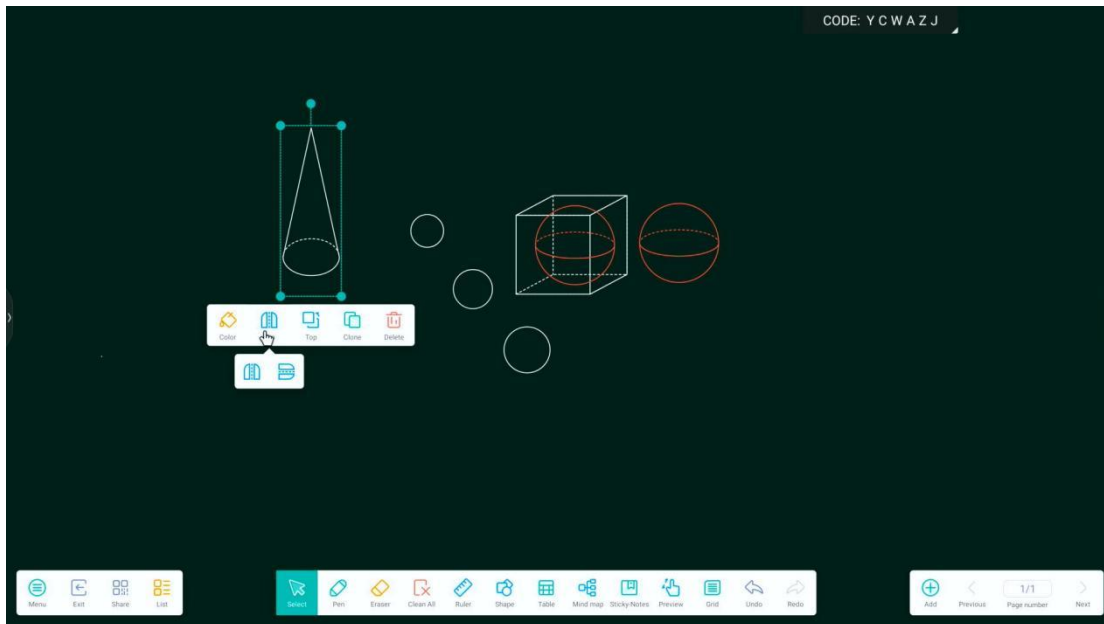 CODE: Y C W A Z J
Color Top Clone Delete
Menu Exit Share List Select Pen Eraser Clean All Ruler Shape Table Mind map Sticky-Notes Preview Grid Undo Redo Add Previous 1/1 Page number Next